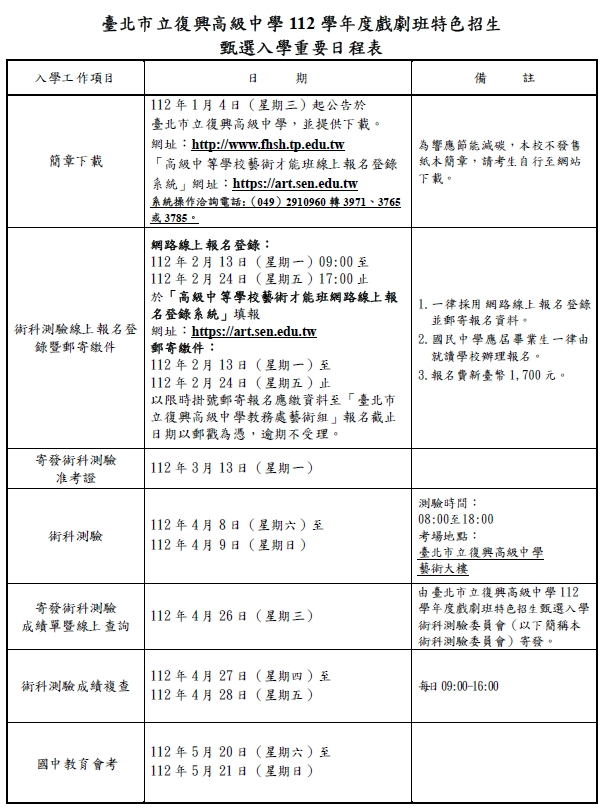 臺北市立復興高級中學 112 學年度戲劇班特色招生
甄選入學重要日程表
入學工作項目
日　　期
備　　註
簡章下載
112 年 1 月 4 日（星期三）起公告於
臺北市立復興高級中學，並提供下載。
網址：http://www.fhsh.tp.edu.tw
「高級中等學校藝術才能班線上報名登錄
系統」網址：https://art.sen.edu.tw
系統操作洽詢電話:（049）2910960 轉 3971、3765
或 3785。
為響應節能減碳，本校不發售
紙本簡章，請考生自行至網站
下載。
術科測驗線上報名登
錄暨郵寄繳件
網路線上報名登錄：
112 年 2 月 13 日（星期一）09:00 至
112 年 2 月 24 日（星期五）17:00 止
於「高級中等學校藝術才能班網路線上報
名登錄系統」填報
網址：https://art.sen.edu.tw
郵寄繳件：
112 年 2 月 13 日（星期一）至
112 年 2 月 24 日（星期五）止
以限時掛號郵寄報名應繳資料至「臺北市
立復興高級中學教務處藝術組」報名截止
日期以郵戳為憑，逾期不受理。
1.一律採用網路線上報名登錄
並郵寄報名資料。
2.國民中學應屆畢業生一律由
就讀學校辦理報名。
3.報名費新臺幣 1,700 元。
寄發術科測驗
准考證
112 年 3 月 13 日（星期一）
術科測驗
112 年 4 月 8 日（星期六）至
112 年 4 月 9 日（星期日）
測驗時間：
08:00至18:00
考場地點：
臺北市立復興高級中學
藝術大樓
寄發術科測驗
成績單暨線上查詢
112 年 4 月 26 日（星期三）
由臺北市立復興高級中學 112
學年度戲劇班特色招生甄選入學
術科測驗委員會（以下簡稱本
術科測驗委員會）寄發。
術科測驗成績複查
112 年 4 月 27 日（星期四）至
112 年 4 月 28 日（星期五）
每日 09:00-16:00
國中教育會考
112 年 5 月 20 日（星期六）至
112 年 5 月 21 日（星期日）